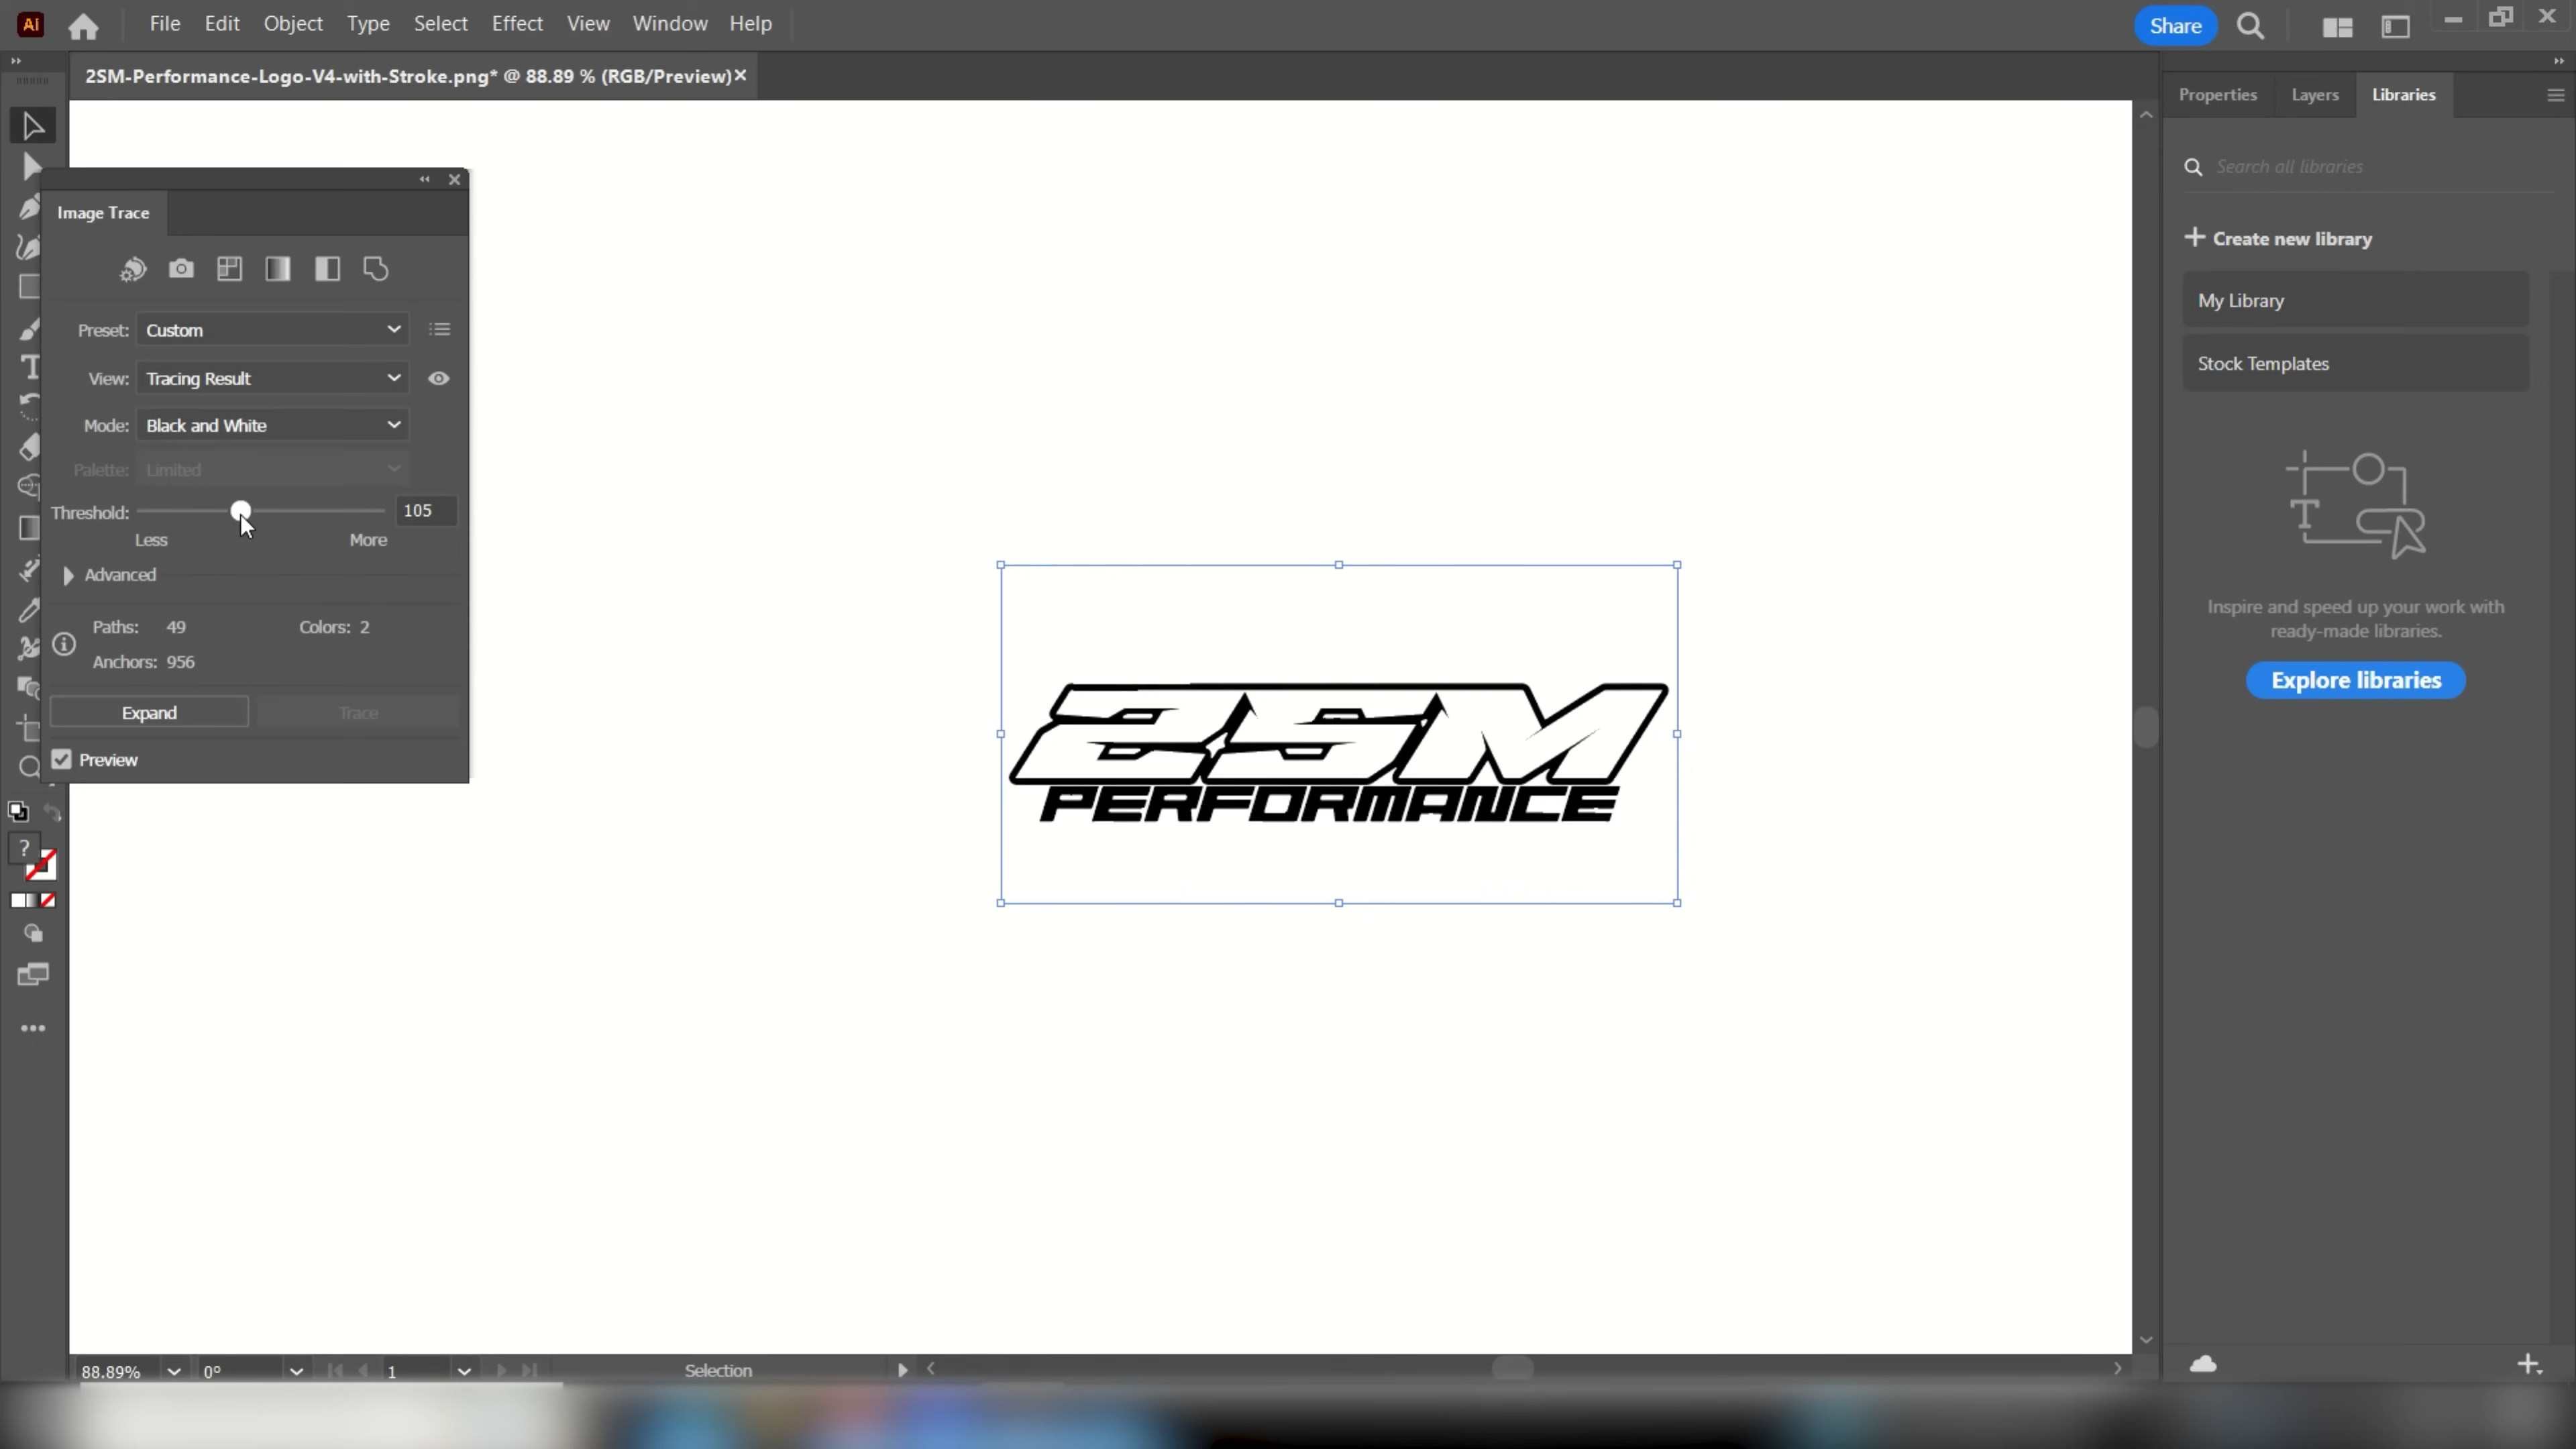 Ai File Edit Object Type Select Effect View Window Help Share
2SM-Performance-Logo-V4-with-Stroke.png* @ 88.89 % (RGB/Preview)
Image Trace
Preset: Custom
View: Tracing Result
Mode: Black and White
Palette: Limited
Threshold: 105
Less More
Advanced
Paths: 49 Colors: 2
Anchors: 956
Expand Trace
Preview
?
2SM
PERFORMANCE
Properties Layers Libraries
Search all libraries
Create new library
My Library
Stock Templates
T
Inspire and speed up your work with
ready-made libraries.
Explore libraries
88.89% 0° 1 Selection